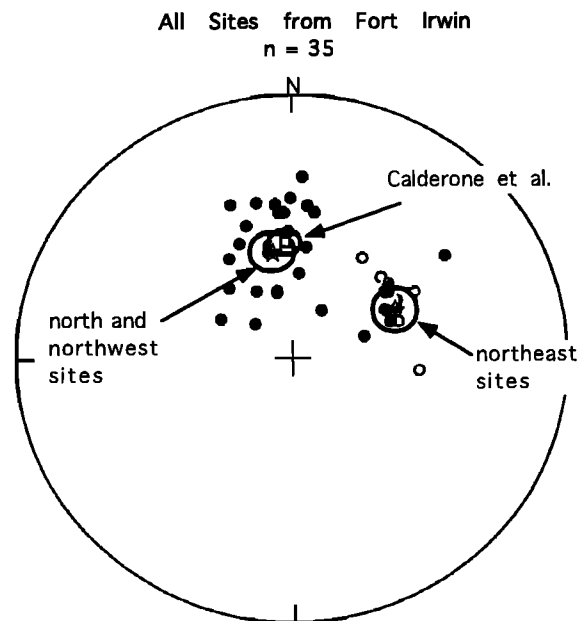 All Sites from Fort Irwin
n = 35
N
Calderone et al.
north and
northwest
sites
northeast
sites